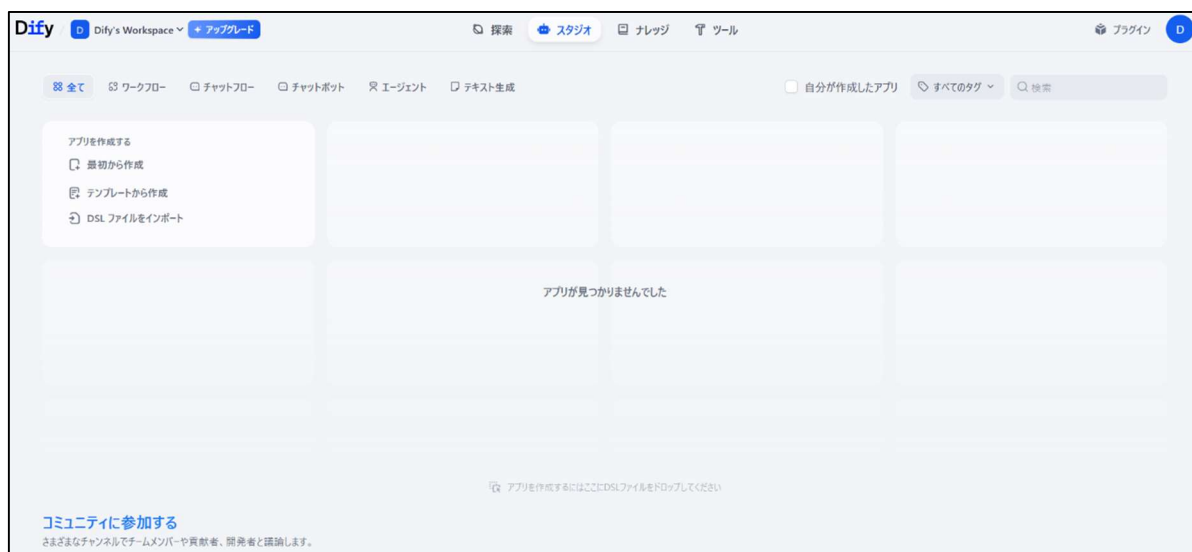 Dify / D Dify's Workspace アップグレード 探索 スタジオ ナレッジ ツール プラグイン D
全て ワークフロー チャットフロー チャットボット エージェント テキスト生成 自分が作成したアプリ すべてのタグ 検索
アプリを作成する
最初から作成
テンプレートから作成
DSL ファイルをインポート
アプリが見つかりませんでした
アプリを作成するにはここにDSLファイルをドロップしてください
コミュニティに参加する
さまざまなチャンネルでチームメンバーや貢献者、開発者と議論します。